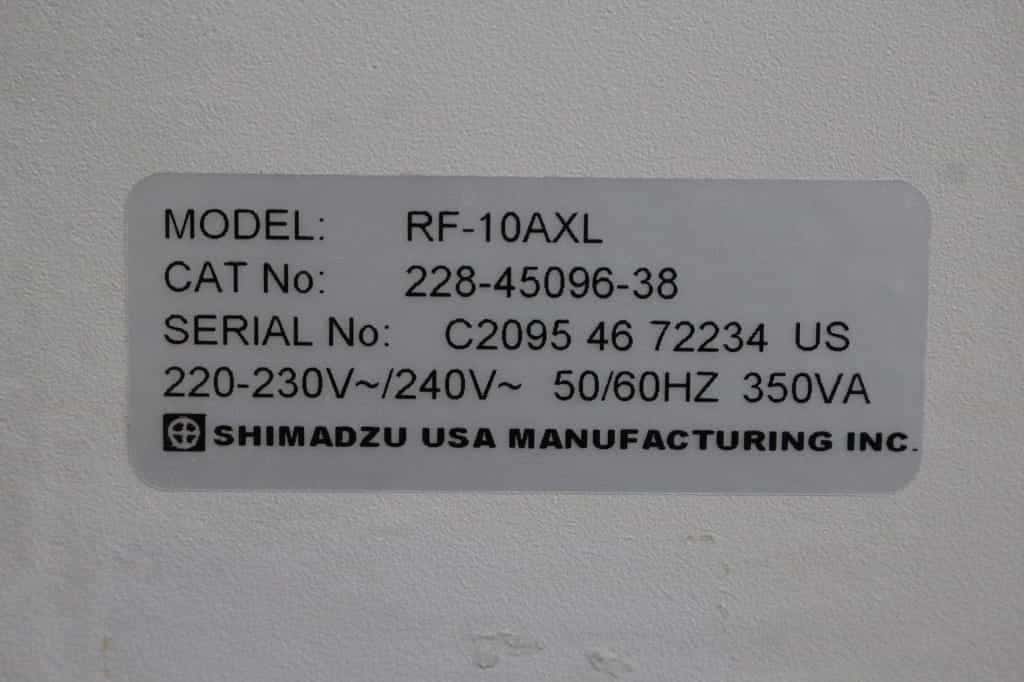 MODEL: RF-10AXL
CAT No: 228-45096-38
SERIAL No: C2095 46 72234 US
220-230V~/240V~ 50/60HZ 350VA
SHIMADZU USA MANUFACTURING INC.